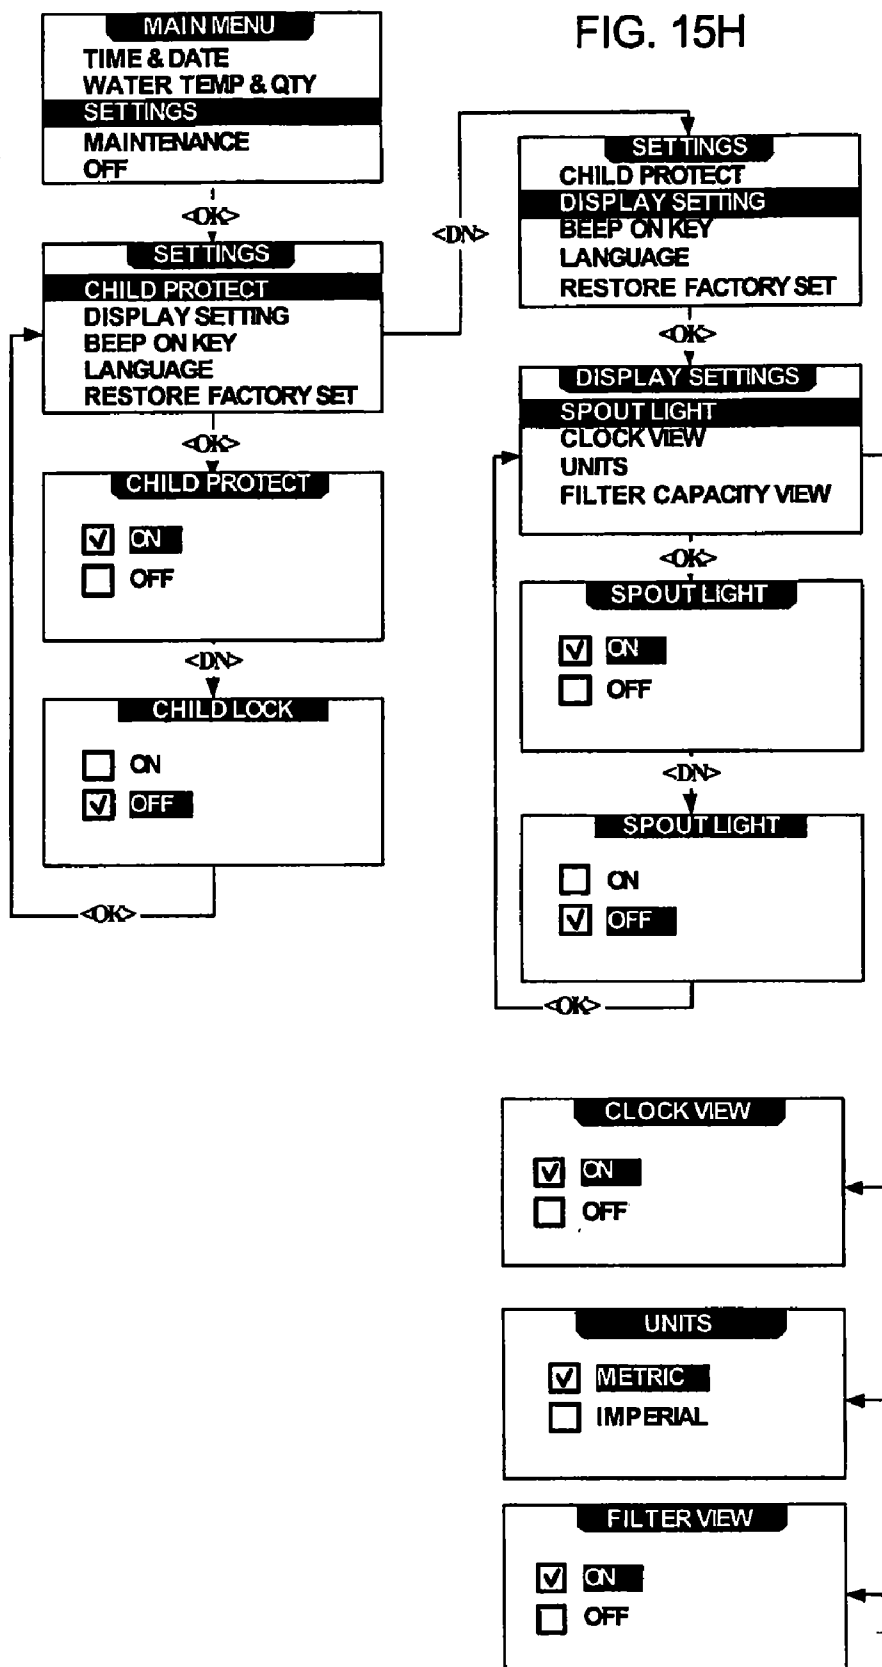 FIG. 15H
MAIN MENU
TIME & DATE
WATER TEMP & QTY
SETTINGS
MAINTENANCE
OFF
<OK>
SETTINGS
CHILD PROTECT
DISPLAY SETTING
BEEP ON KEY
LANGUAGE
RESTORE FACTORY SET
<OK>
CHILD PROTECT
ON
OFF
<DN>
CHILD LOCK
ON
OFF
<OK>
<DN>
SETTINGS
CHILD PROTECT
DISPLAY SETTING
BEEP ON KEY
LANGUAGE
RESTORE FACTORY SET
<OK>
DISPLAY SETTINGS
SPOUT LIGHT
CLOCK VIEW
UNITS
FILTER CAPACITY VIEW
<OK>
SPOUT LIGHT
ON
OFF
<DN>
SPOUT LIGHT
ON
OFF
<OK>
CLOCK VIEW
ON
OFF
UNITS
METRIC
IMPERIAL
FILTER VIEW
ON
OFF